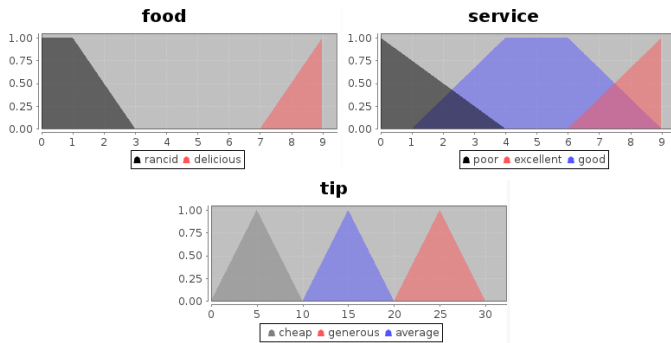 food
1.00
0.75
0.50
0.25
0.00
0 1 2 3 4 5 6 7 8 9
rancid delicious
service
1.00
0.75
0.50
0.25
0.00
0 1 2 3 4 5 6 7 8 9
poor excellent good
tip
1.00
0.75
0.50
0.25
0.00
0 5 10 15 20 25 30
cheap generous average